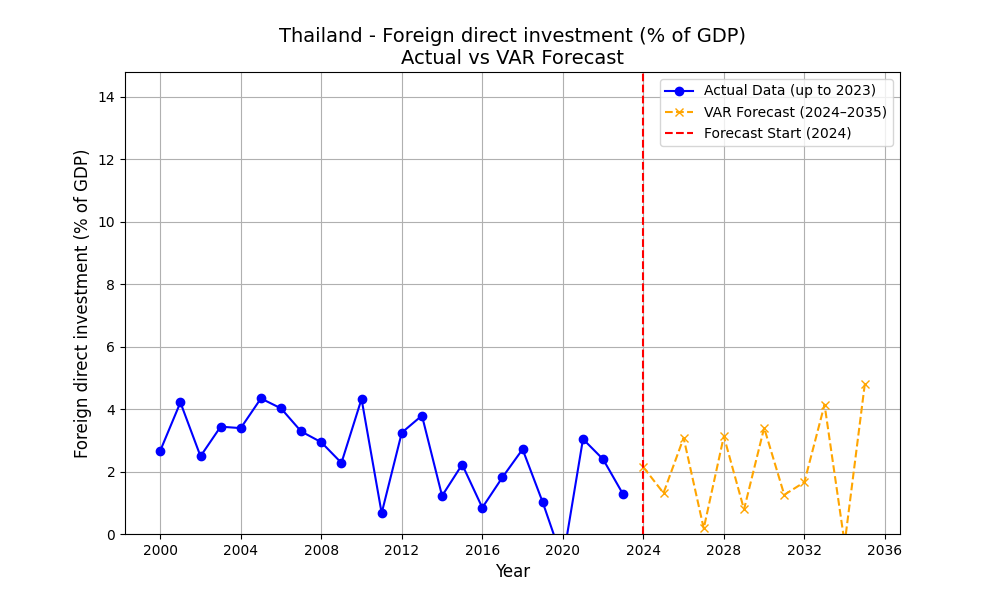 Thailand - Foreign direct investment (% of GDP)
Actual vs VAR Forecast
Actual Data (up to 2023)
VAR Forecast (2024–2035)
Forecast Start (2024)
Foreign direct investment (% of GDP)
14
12
10
8
6
4
2
0
2000 2004 2008 2012 2016 2020 2024 2028 2032 2036
Year